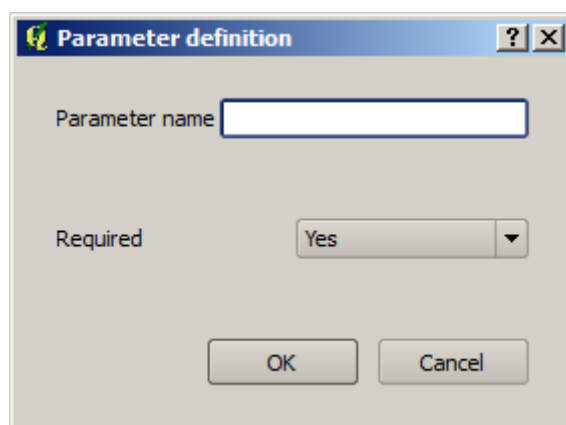 Parameter definition
Parameter name
Required Yes
OK Cancel